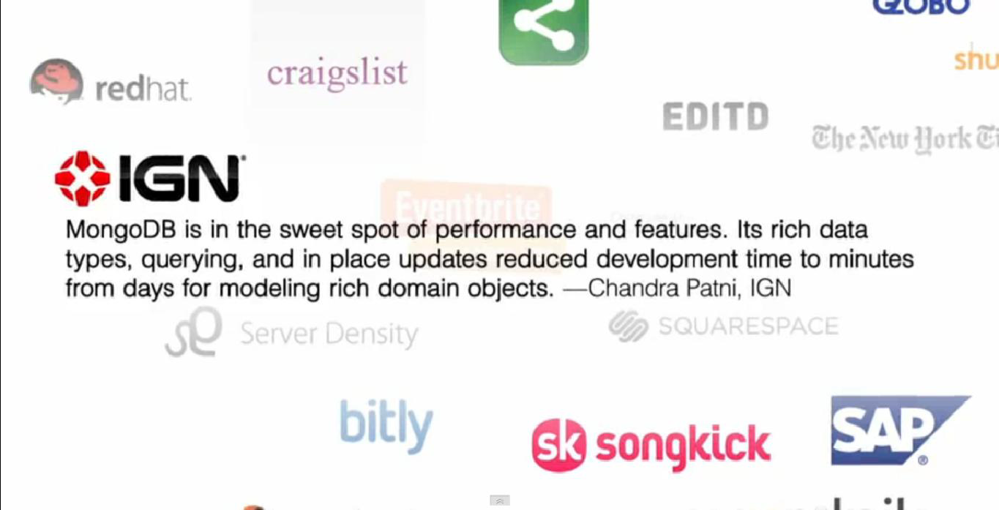 GLOBO
craigslist
redhat.
shu
EDITD
The New York Ti
IGN
Eventbrite
MongoDB is in the sweet spot of performance and features. Its rich data
types, querying, and in place updates reduced development time to minutes
from days for modeling rich domain objects. —Chandra Patni, IGN
Server Density
SQUARESPACE
bitly
sk songkick
SAP®